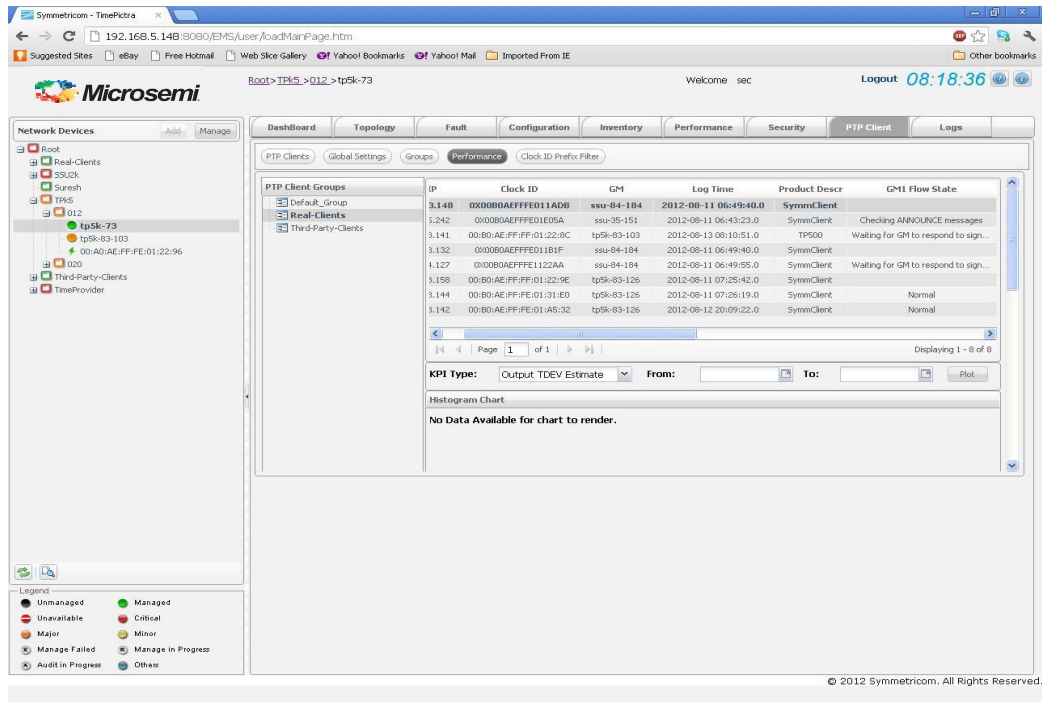 Symmetricom - TimePictra
192.168.5.148:8080/EMS/user/loadMainPage.htm
Suggested Sites eBay Free Hotmail Web Slice Gallery Yahoo! Bookmarks Yahoo! Mail Imported From IE Other bookmarks
Microsemi.
Root>TPk5 >012 >tp5k-73 Welcome sec Logout 08:18:36
Network Devices Add Manage
DashBoard Topology Fault Configuration Inventory Performance Security PTP Client Logs
PTP Clients Global Settings Groups Performance Clock ID Prefix Filter
Root
Real-Clients
SSU2k
Suresh
TPk5
012
tp5k-73
tp5k-83-103
00:A0:AE:FF:FE:01:22:96
020
Third-Party-Clients
TimeProvider
PTP Client Groups
Default_Group
Real-Clients
Third-Party-Clients
IP Clock ID GM Log Time Product Descr GM1 Flow State
3.148 0X00B0AEFFFE011ADB ssu-84-184 2012-08-11 06:49:40.0 SymmClient
5.242 0X00B0AEFFFE01E05A ssu-35-151 2012-08-11 06:43:23.0 SymmClient Checking ANNOUNCE messages
3.141 00:B0:AE:FF:FF:01:22:8C tp5k-83-103 2012-08-13 08:10:51.0 TP500 Waiting for GM to respond to sign...
3.132 0X00B0AEFFFE011B1F ssu-84-184 2012-08-11 06:49:40.0 SymmClient
4.127 0X00B0AEFFFE1122AA ssu-84-184 2012-08-11 06:49:55.0 SymmClient Waiting for GM to respond to sign...
3.158 00:B0:AE:FF:FE:01:22:9E tp5k-83-126 2012-08-11 07:25:42.0 SymmClient
3.144 00:B0:AE:FF:FE:01:31:E0 tp5k-83-126 2012-08-11 07:26:19.0 SymmClient Normal
3.142 00:B0:AE:FF:FE:01:A5:32 tp5k-83-126 2012-08-12 20:09:22.0 SymmClient Normal
Page 1 of 1 Displaying 1 - 8 of 8
KPI Type: Output TDEV Estimate From: To: Plot
Histogram Chart
No Data Available for chart to render.
Legend
Unmanaged Managed
Unavailable Critical
Major Minor
Manage Failed Manage in Progress
Audit in Progress Others
© 2012 Symmetricom. All Rights Reserved.